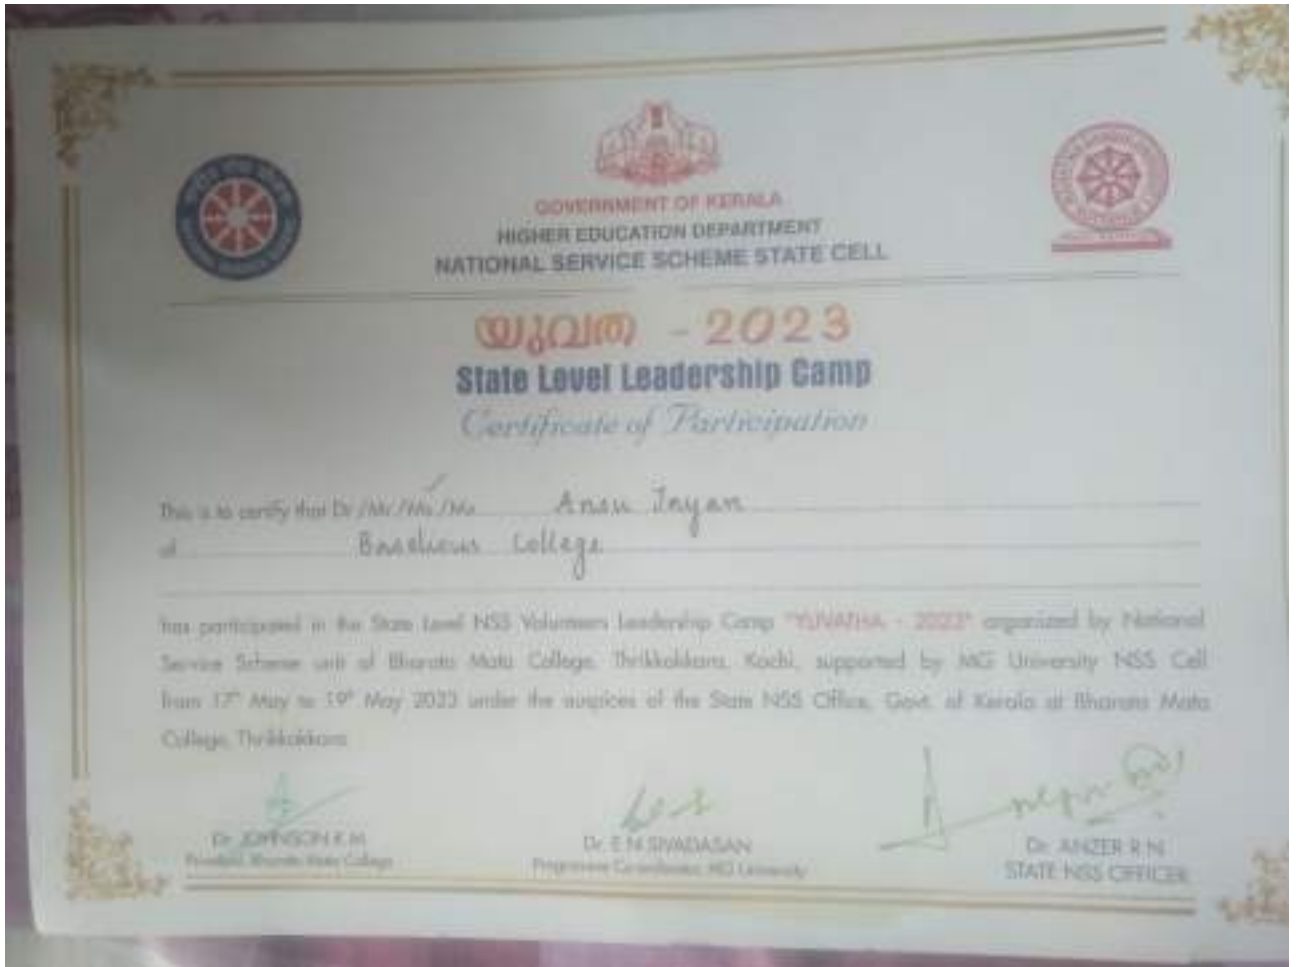 GOVERNMENT OF KERALA
HIGHER EDUCATION DEPARTMENT
NATIONAL SERVICE SCHEME STATE CELL
യുവത - 2023
State Level Leadership Camp
Certificate of Participation
This is to certify that Dr./Mr./Ms./Mrs. Ansu Jayan
of Baselious College
has participated in the State Level NSS Volunteers Leadership Camp "YUVATHA - 2023" organized by National
Service Scheme unit of Bharata Mata College, Thrikkakkara, Kochi, supported by MG University NSS Cell
from 17th May to 19th May 2023 under the auspices of the State NSS Office, Govt. of Kerala at Bharata Mata
College, Thrikkakkara
Dr. JOHNSON K.M.
Principal, Bharata Mata College
Dr. E N SIVADASAN
Programme Co-ordinator, MG University
Dr. ANZER R N
STATE NSS OFFICER